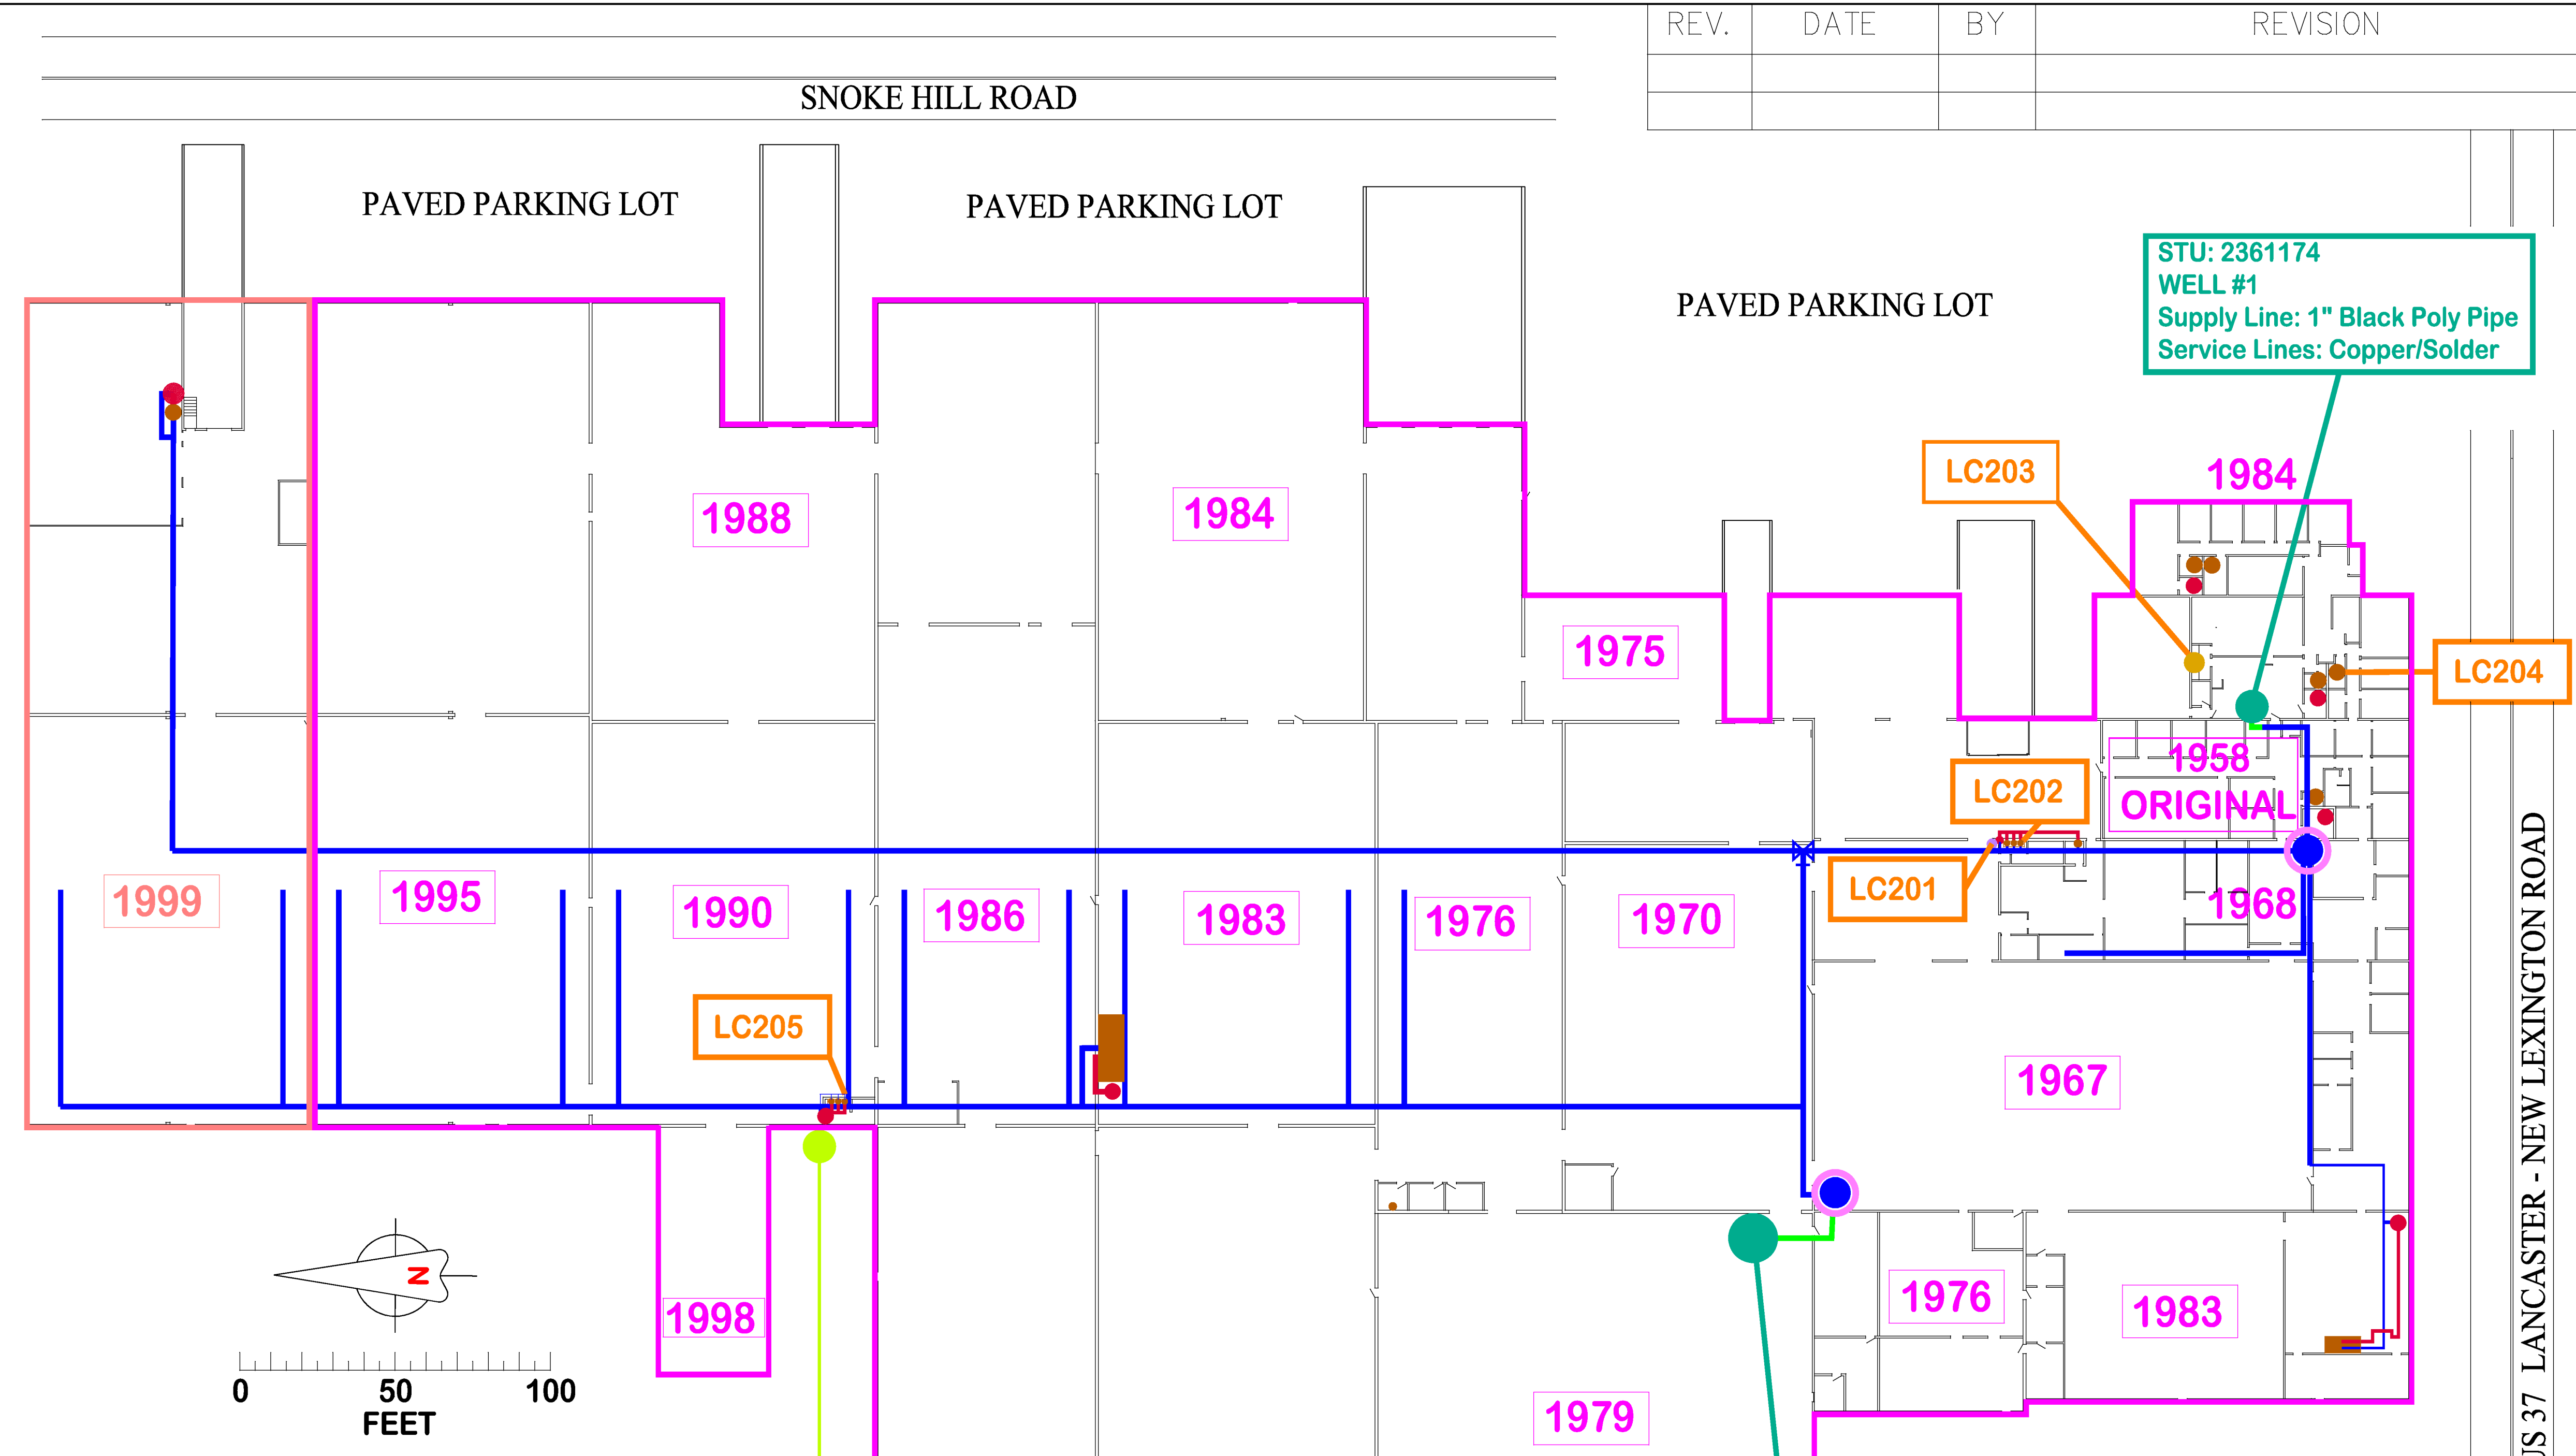 REV. DATE BY REVISION
SNOKE HILL ROAD
PAVED PARKING LOT
PAVED PARKING LOT
PAVED PARKING LOT
STU: 2361174
WELL #1
Supply Line: 1" Black Poly Pipe
Service Lines: Copper/Solder
LC203
1984
1988
1984
1975
LC204
1958
ORIGINAL
LC202
LC201
1999
1995
1990
1986
1983
1976
1970
1968
LC205
1967
N
1998
1976
1983
0 50 100
FEET
1979
US 37 LANCASTER - NEW LEXINGTON ROAD